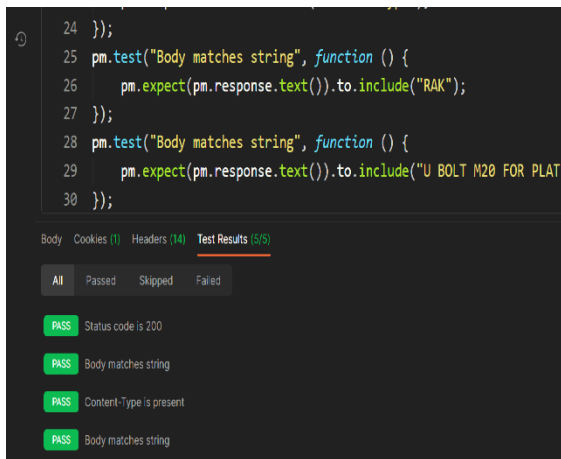 24 });
25 pm.test("Body matches string", function () {
26 pm.expect(pm.response.text()).to.include("RAK");
27 });
28 pm.test("Body matches string", function () {
29 pm.expect(pm.response.text()).to.include("U BOLT M20 FOR PLAT
30 });
Body Cookies (1) Headers (14) Test Results (5/5)
All Passed Skipped Failed
PASS Status code is 200
PASS Body matches string
PASS Content-Type is present
PASS Body matches string